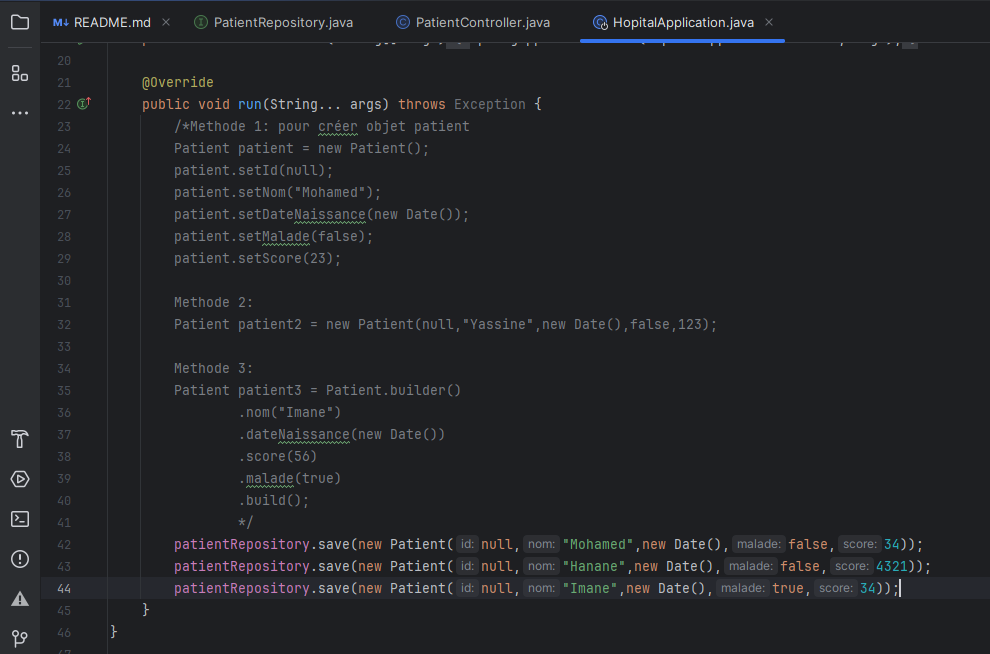 M↓ README.md × PatientRepository.java PatientController.java HopitalApplication.java ×
20
21 @Override
22 public void run(String... args) throws Exception {
23 /*Methode 1: pour créer objet patient
24 Patient patient = new Patient();
25 patient.setId(null);
26 patient.setNom("Mohamed");
27 patient.setDateNaissance(new Date());
28 patient.setMalade(false);
29 patient.setScore(23);
30
31 Methode 2:
32 Patient patient2 = new Patient(null,"Yassine",new Date(),false,123);
33
34 Methode 3:
35 Patient patient3 = Patient.builder()
36 .nom("Imane")
37 .dateNaissance(new Date())
38 .score(56)
39 .malade(true)
40 .build();
41 */
42 patientRepository.save(new Patient( id: null, nom: "Mohamed",new Date(), malade: false, score: 34));
43 patientRepository.save(new Patient( id: null, nom: "Hanane",new Date(), malade: false, score: 4321));
44 patientRepository.save(new Patient( id: null, nom: "Imane",new Date(), malade: true, score: 34));
45 }
46 }